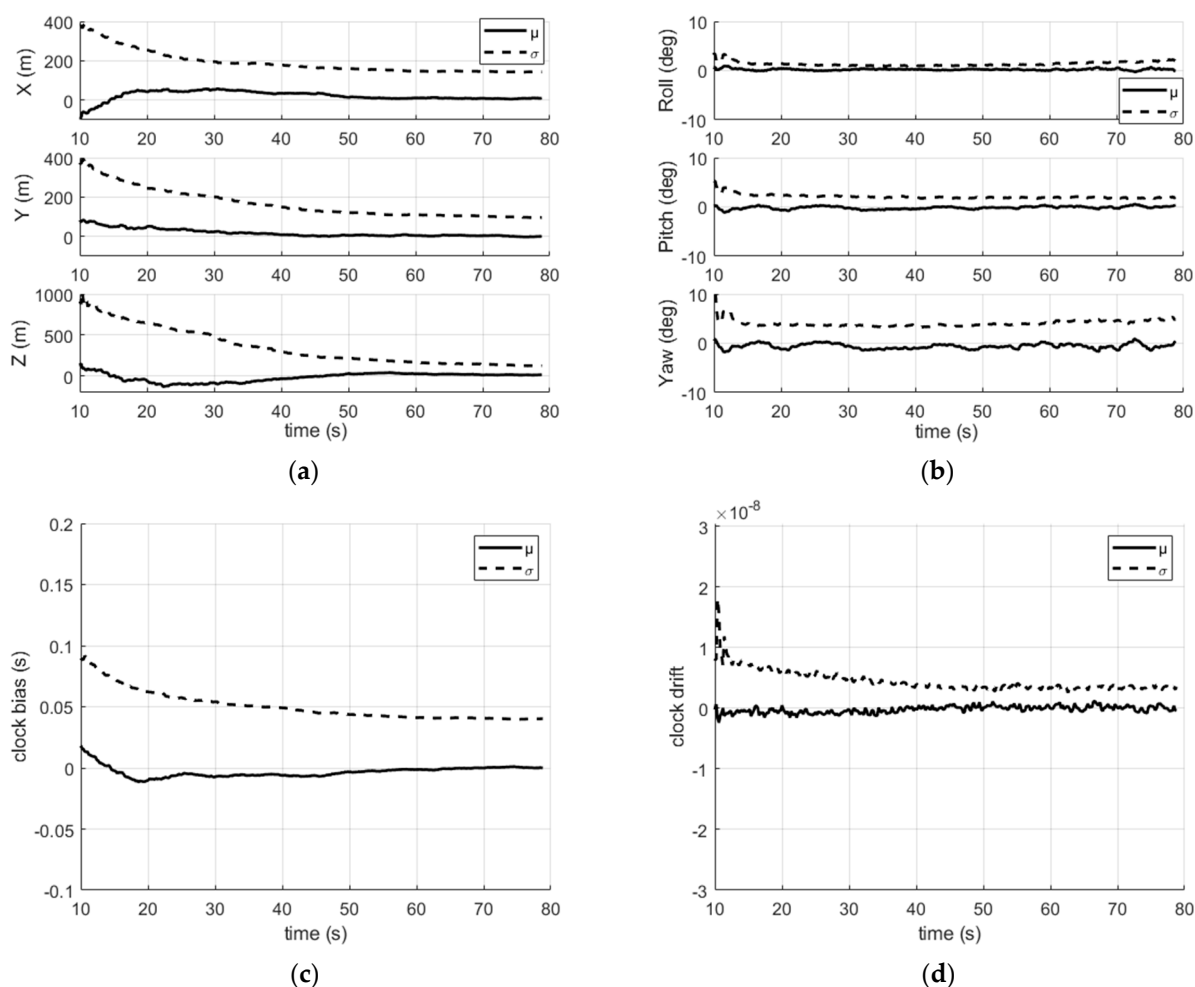 400
200
0
X (m)
μ
σ
10 20 30 40 50 60 70 80
400
200
0
Y (m)
10 20 30 40 50 60 70 80
1000
500
0
Z (m)
10 20 30 40 50 60 70 80
time (s)
(a)
10
0
-10
Roll (deg)
μ
σ
10 20 30 40 50 60 70 80
10
0
-10
Pitch (deg)
10 20 30 40 50 60 70 80
10
0
-10
Yaw (deg)
10 20 30 40 50 60 70 80
time (s)
(b)
0.2
0.15
0.1
0.05
0
-0.05
-0.1
clock bias (s)
μ
σ
10 20 30 40 50 60 70 80
time (s)
(c)
×10⁻⁸
3
2
1
0
-1
-2
-3
clock drift
μ
σ
10 20 30 40 50 60 70 80
time (s)
(d)